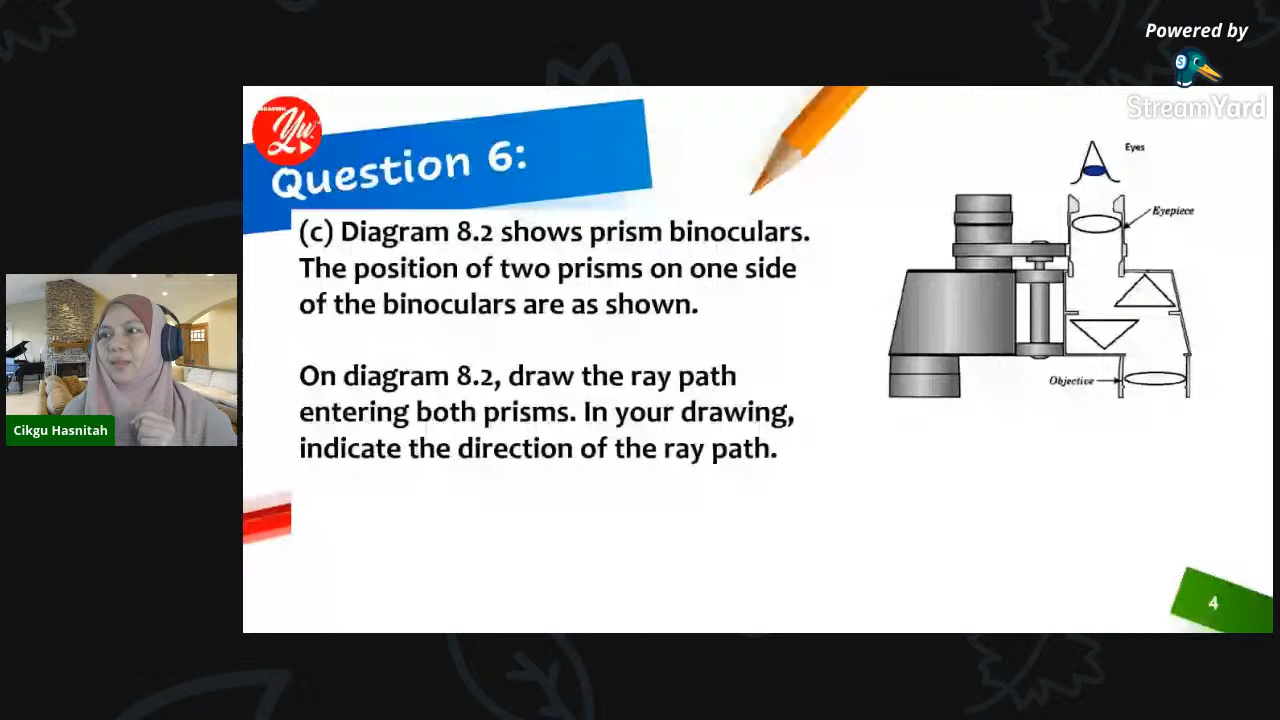 Powered by
StreamYard
Yu
Question 6:
(c) Diagram 8.2 shows prism binoculars.
The position of two prisms on one side
of the binoculars are as shown.
On diagram 8.2, draw the ray path
entering both prisms. In your drawing,
indicate the direction of the ray path.
Eyes
Eyepiece
Objective
Cikgu Hasnitah
4